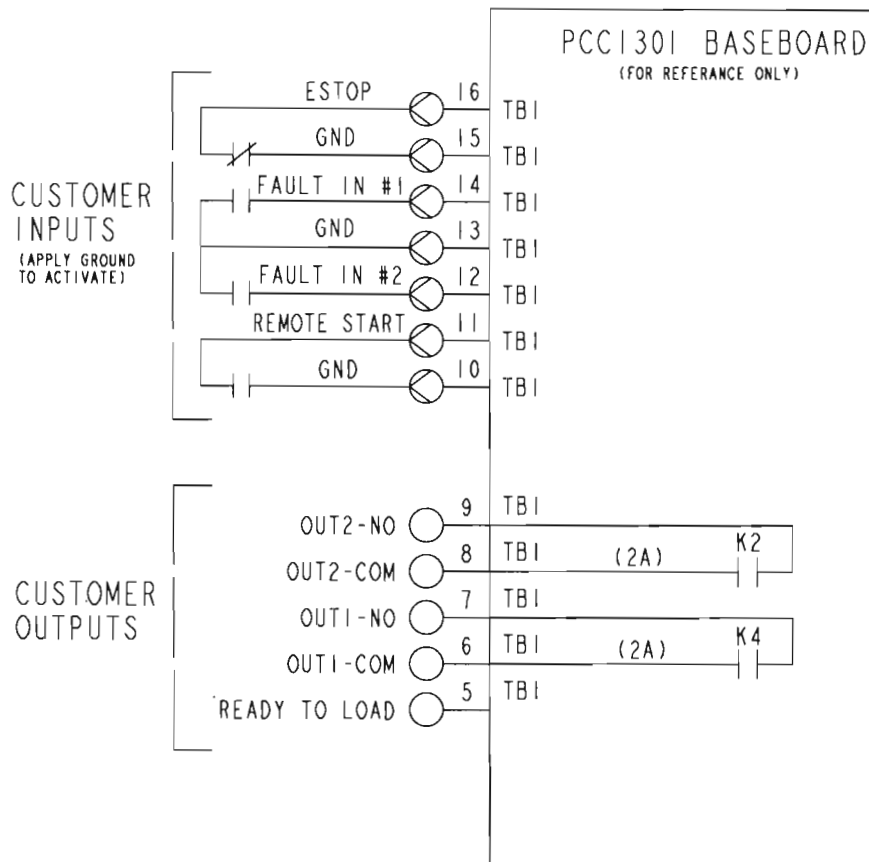 PCC1301 BASEBOARD
(FOR REFERANCE ONLY)
CUSTOMER
INPUTS
(APPLY GROUND
TO ACTIVATE)
ESTOP 16 TB1
GND 15 TB1
FAULT IN #1 14 TB1
GND 13 TB1
FAULT IN #2 12 TB1
REMOTE START 11 TB1
GND 10 TB1
CUSTOMER
OUTPUTS
OUT2-NO 9 TB1
OUT2-COM 8 TB1 (2A) K2
OUT1-NO 7 TB1
OUT1-COM 6 TB1 (2A) K4
READY TO LOAD 5 TB1